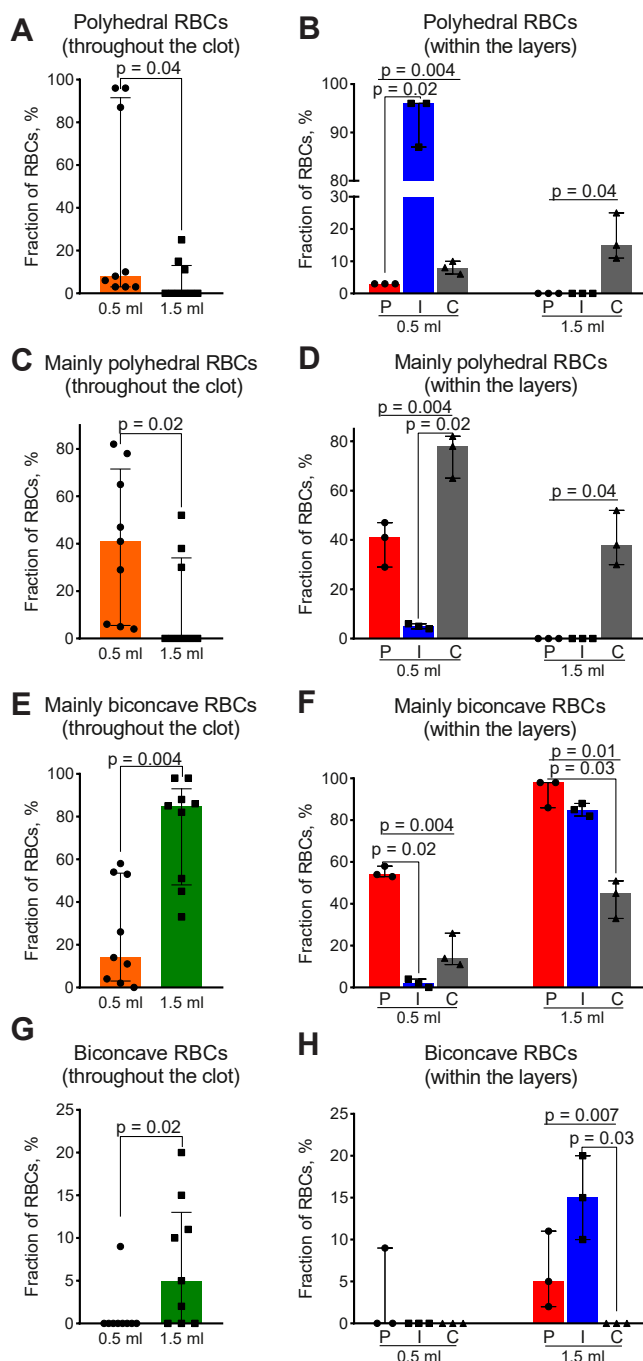 A
Polyhedral RBCs
(throughout the clot)
p = 0.04
Fraction of RBCs, %
100
80
60
40
20
0
0.5 ml 1.5 ml
B
Polyhedral RBCs
(within the layers)
p = 0.004
p = 0.02
p = 0.04
Fraction of RBCs, %
100
90
80
30
20
10
0
P I C P I C
0.5 ml 1.5 ml
C
Mainly polyhedral RBCs
(throughout the clot)
p = 0.02
Fraction of RBCs, %
80
60
40
20
0
0.5 ml 1.5 ml
D
Mainly polyhedral RBCs
(within the layers)
p = 0.004
p = 0.02
p = 0.04
Fraction of RBCs, %
80
60
40
20
0
P I C P I C
0.5 ml 1.5 ml
E
Mainly biconcave RBCs
(throughout the clot)
p = 0.004
Fraction of RBCs, %
100
80
60
40
20
0
0.5 ml 1.5 ml
F
Mainly biconcave RBCs
(within the layers)
p = 0.01
p = 0.03
p = 0.004
p = 0.02
Fraction of RBCs, %
100
80
60
40
20
0
P I C P I C
0.5 ml 1.5 ml
G
Biconcave RBCs
(throughout the clot)
p = 0.02
Fraction of RBCs, %
25
20
15
10
5
0
0.5 ml 1.5 ml
H
Biconcave RBCs
(within the layers)
p = 0.007
p = 0.03
Fraction of RBCs, %
25
20
15
10
5
0
P I C P I C
0.5 ml 1.5 ml